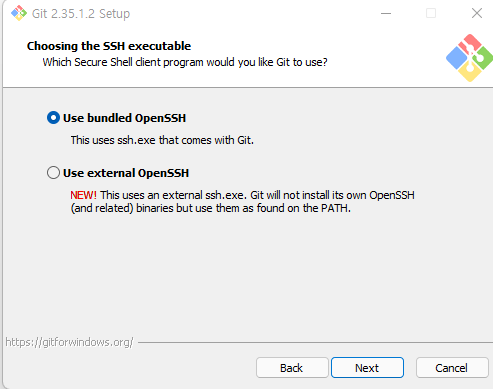 Git 2.35.1.2 Setup
Choosing the SSH executable
Which Secure Shell client program would you like Git to use?
Use bundled OpenSSH
This uses ssh.exe that comes with Git.
Use external OpenSSH
NEW! This uses an external ssh.exe. Git will not install its own OpenSSH
(and related) binaries but use them as found on the PATH.
https://gitforwindows.org/
Back
Next
Cancel